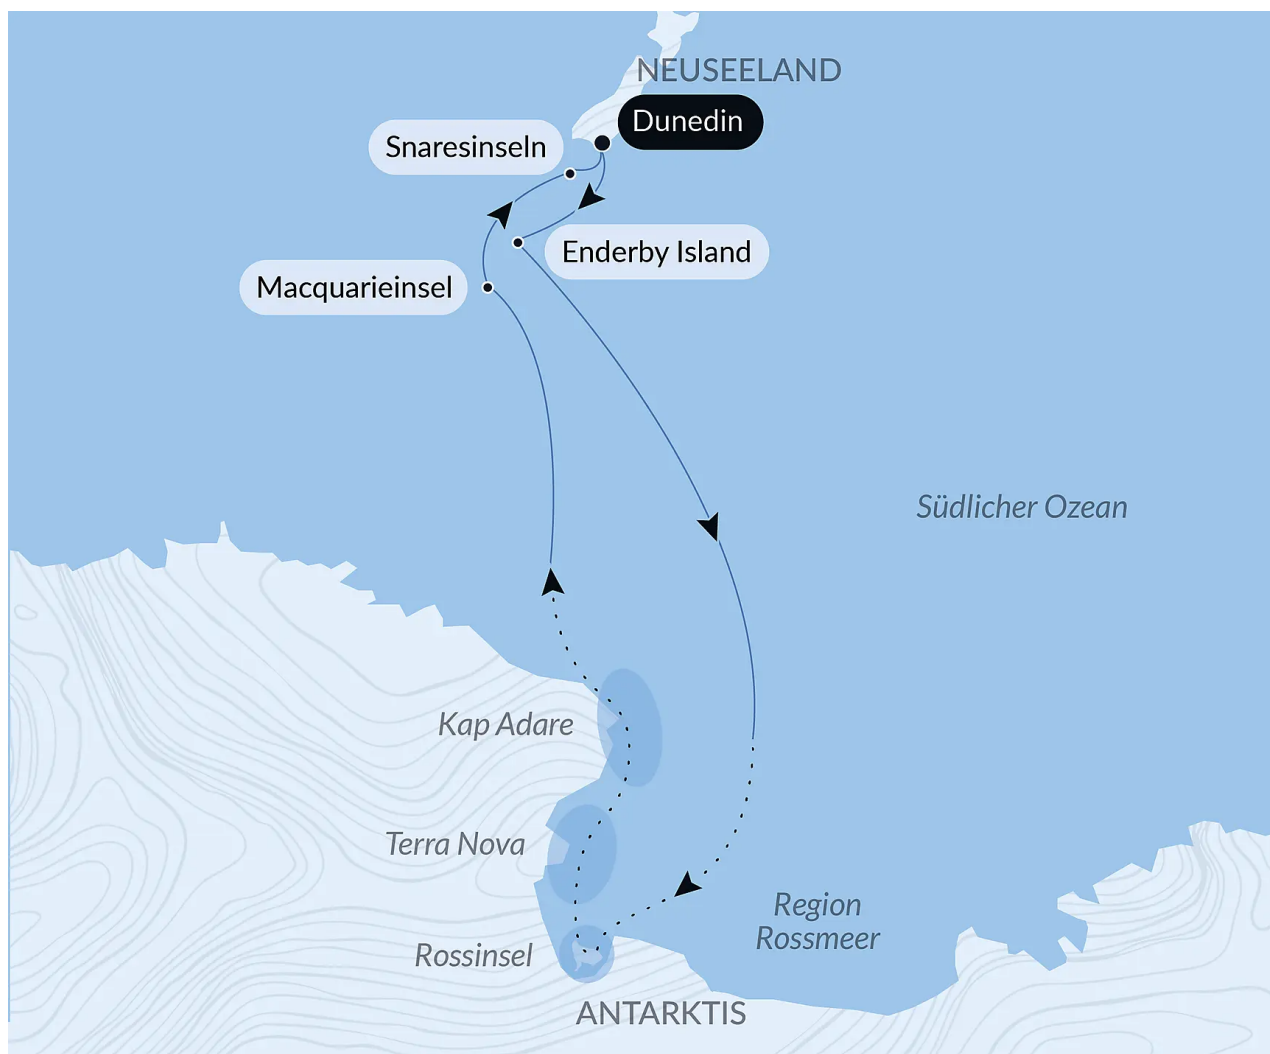 NEUSEELAND
Dunedin
Snaresinseln
Enderby Island
Macquarieinsel
Südlicher Ozean
Kap Adare
Terra Nova
Region
Rossmeer
Rossinsel
ANTARKTIS